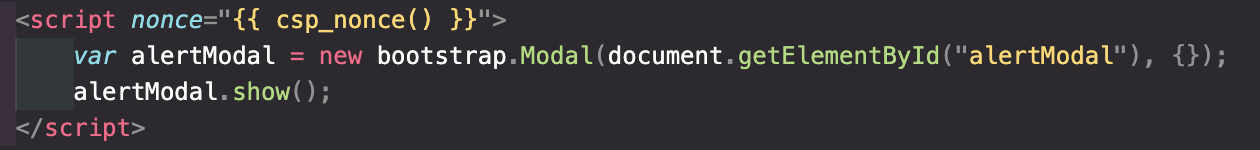 <script nonce="{{ csp_nonce() }}">
    var alertModal = new bootstrap.Modal(document.getElementById("alertModal"), {});
    alertModal.show();
</script>